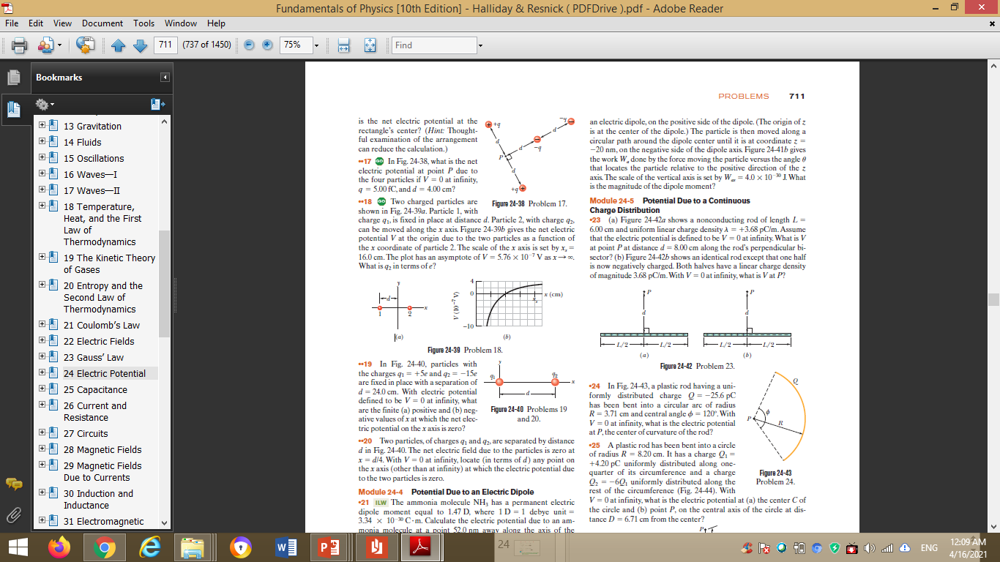 Fundamentals of Physics [10th Edition] - Halliday & Resnick ( PDFDrive ).pdf - Adobe Reader
File Edit View Document Tools Window Help
711 (737 of 1450) 75% Find
Bookmarks
13 Gravitation
14 Fluids
15 Oscillations
16 Waves—I
17 Waves—II
18 Temperature,
Heat, and the First
Law of
Thermodynamics
19 The Kinetic Theory
of Gases
20 Entropy and the
Second Law of
Thermodynamics
21 Coulomb's Law
22 Electric Fields
23 Gauss' Law
24 Electric Potential
25 Capacitance
26 Current and
Resistance
27 Circuits
28 Magnetic Fields
29 Magnetic Fields
Due to Currents
30 Induction and
Inductance
31 Electromagnetic
PROBLEMS 711
is the net electric potential at the
rectangle's center? (Hint: Thought-
ful examination of the arrangement
can reduce the calculation.)
••17 GO In Fig. 24-38, what is the net
electric potential at point P due to
the four particles if V = 0 at infinity,
q = 5.00 fC, and d = 4.00 cm?
+q
−q
d
d
−q
d
P
d
+q
Figure 24-38 Problem 17.
••18 GO Two charged particles are
shown in Fig. 24-39a. Particle 1, with
charge q1, is fixed in place at distance d. Particle 2, with charge q2,
can be moved along the x axis. Figure 24-39b gives the net electric
potential V at the origin due to the two particles as a function of
the x coordinate of particle 2. The scale of the x axis is set by xs =
16.0 cm. The plot has an asymptote of V = 5.76 × 10−7 V as x → ∞.
What is q2 in terms of e?
y
d
x
1 2
(a)
4
0
−10
V (10−7 V)
xs
x (cm)
(b)
Figure 24-39 Problem 18.
••19 In Fig. 24-40, particles with
the charges q1 = +5e and q2 = −15e
are fixed in place with a separation of
d = 24.0 cm. With electric potential
defined to be V = 0 at infinity, what
are the finite (a) positive and (b) neg-
ative values of x at which the net elec-
tric potential on the x axis is zero?
y
q1 q2
x
d
Figure 24-40 Problems 19
and 20.
••20 Two particles, of charges q1 and q2, are separated by distance
d in Fig. 24-40. The net electric field due to the particles is zero at
x = d/4. With V = 0 at infinity, locate (in terms of d) any point on
the x axis (other than at infinity) at which the electric potential due
to the two particles is zero.
Module 24-4 Potential Due to an Electric Dipole
•21 ILW The ammonia molecule NH3 has a permanent electric
dipole moment equal to 1.47 D, where 1 D = 1 debye unit =
3.34 × 10−30 C·m. Calculate the electric potential due to an am-
monia molecule at a point 52.0 nm away along the axis of the
an electric dipole, on the positive side of the dipole. (The origin of z
is at the center of the dipole.) The particle is then moved along a
circular path around the dipole center until it is at coordinate z =
−20 nm, on the negative side of the dipole axis. Figure 24-41b gives
the work Wa done by the force moving the particle versus the angle θ
that locates the particle relative to the positive direction of the z
axis. The scale of the vertical axis is set by Was = 4.0 × 10−30 J. What
is the magnitude of the dipole moment?
Module 24-5 Potential Due to a Continuous
Charge Distribution
•23 (a) Figure 24-42a shows a nonconducting rod of length L =
6.00 cm and uniform linear charge density λ = +3.68 pC/m. Assume
that the electric potential is defined to be V = 0 at infinity. What is V
at point P at distance d = 8.00 cm along the rod's perpendicular bi-
sector? (b) Figure 24-42b shows an identical rod except that one half
is now negatively charged. Both halves have a linear charge density
of magnitude 3.68 pC/m. With V = 0 at infinity, what is V at P?
P P
d d
L/2 L/2 L/2 L/2
(a) (b)
Figure 24-42 Problem 23.
•24 In Fig. 24-43, a plastic rod having a uni-
formly distributed charge Q = −25.6 pC
has been bent into a circular arc of radius
R = 3.71 cm and central angle ϕ = 120°. With
V = 0 at infinity, what is the electric potential
at P, the center of curvature of the rod?
Q
ϕ
P
R
Figure 24-43
Problem 24.
•25 A plastic rod has been bent into a circle
of radius R = 8.20 cm. It has a charge Q1 =
+4.20 pC uniformly distributed along one-
quarter of its circumference and a charge
Q2 = −6Q1 uniformly distributed along the
rest of the circumference (Fig. 24-44). With
V = 0 at infinity, what is the electric potential at (a) the center C of
the circle and (b) point P, on the central axis of the circle at dis-
tance D = 6.71 cm from the center?
P
24
ENG
12:09 AM
4/16/2021